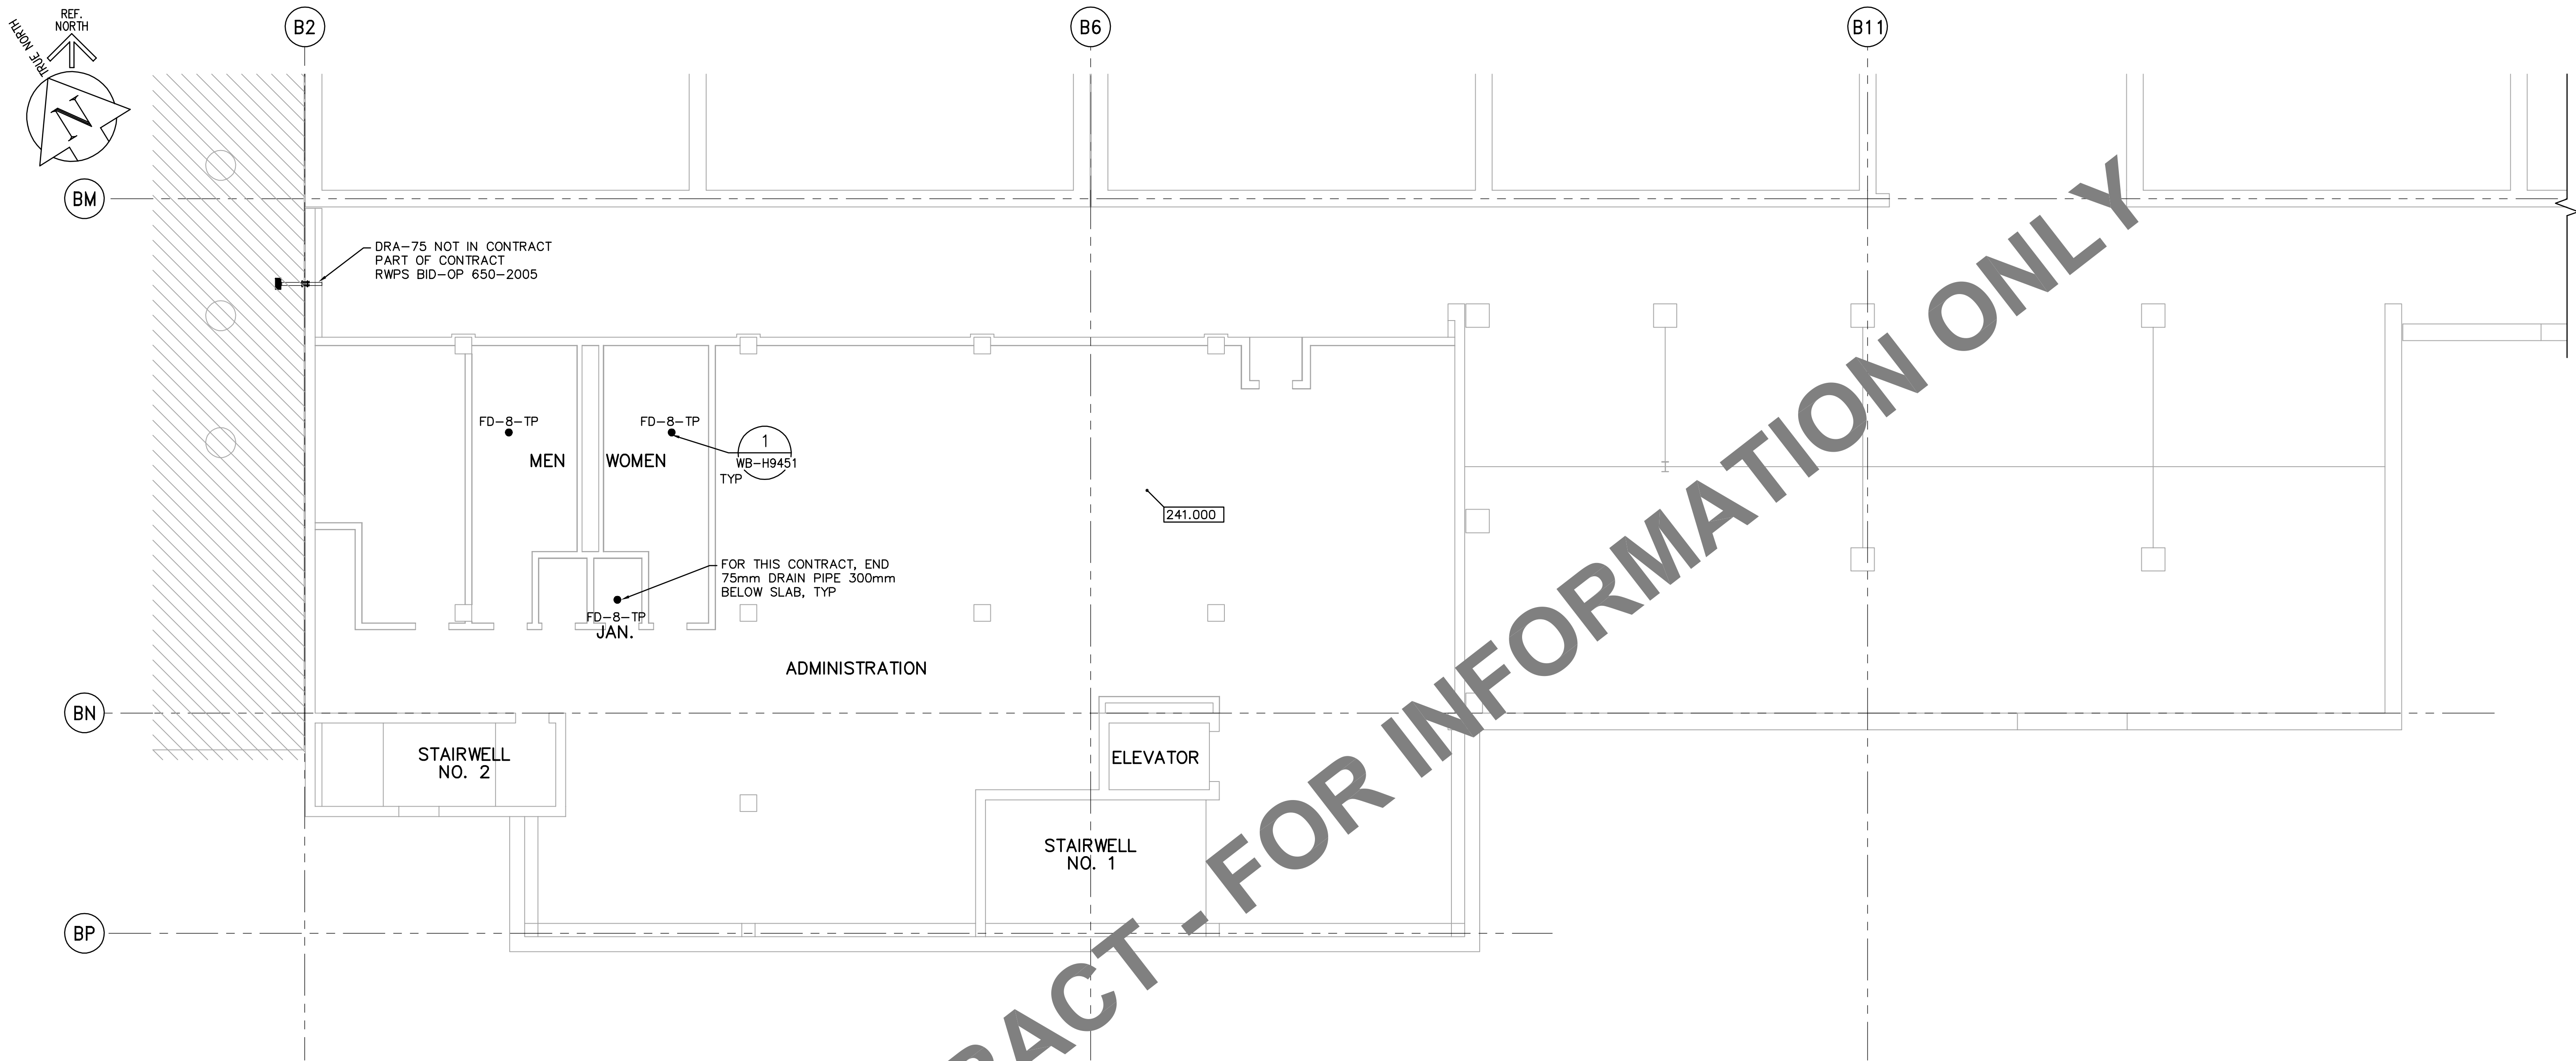 REF.
NORTH
TRUE NORTH
N
B2
B6
B11
BM
DRA-75 NOT IN CONTRACT
PART OF CONTRACT
RWPS BID-OP 650-2005
FD-8-TP
FD-8-TP
MEN
WOMEN
1
WB-H9451
TYP
241.000
FOR THIS CONTRACT, END
75mm DRAIN PIPE 300mm
BELOW SLAB, TYP
FD-8-TP
JAN.
ADMINISTRATION
BN
STAIRWELL
NO. 2
ELEVATOR
STAIRWELL
NO. 1
BP
RACT - FOR INFORMATION ONLY